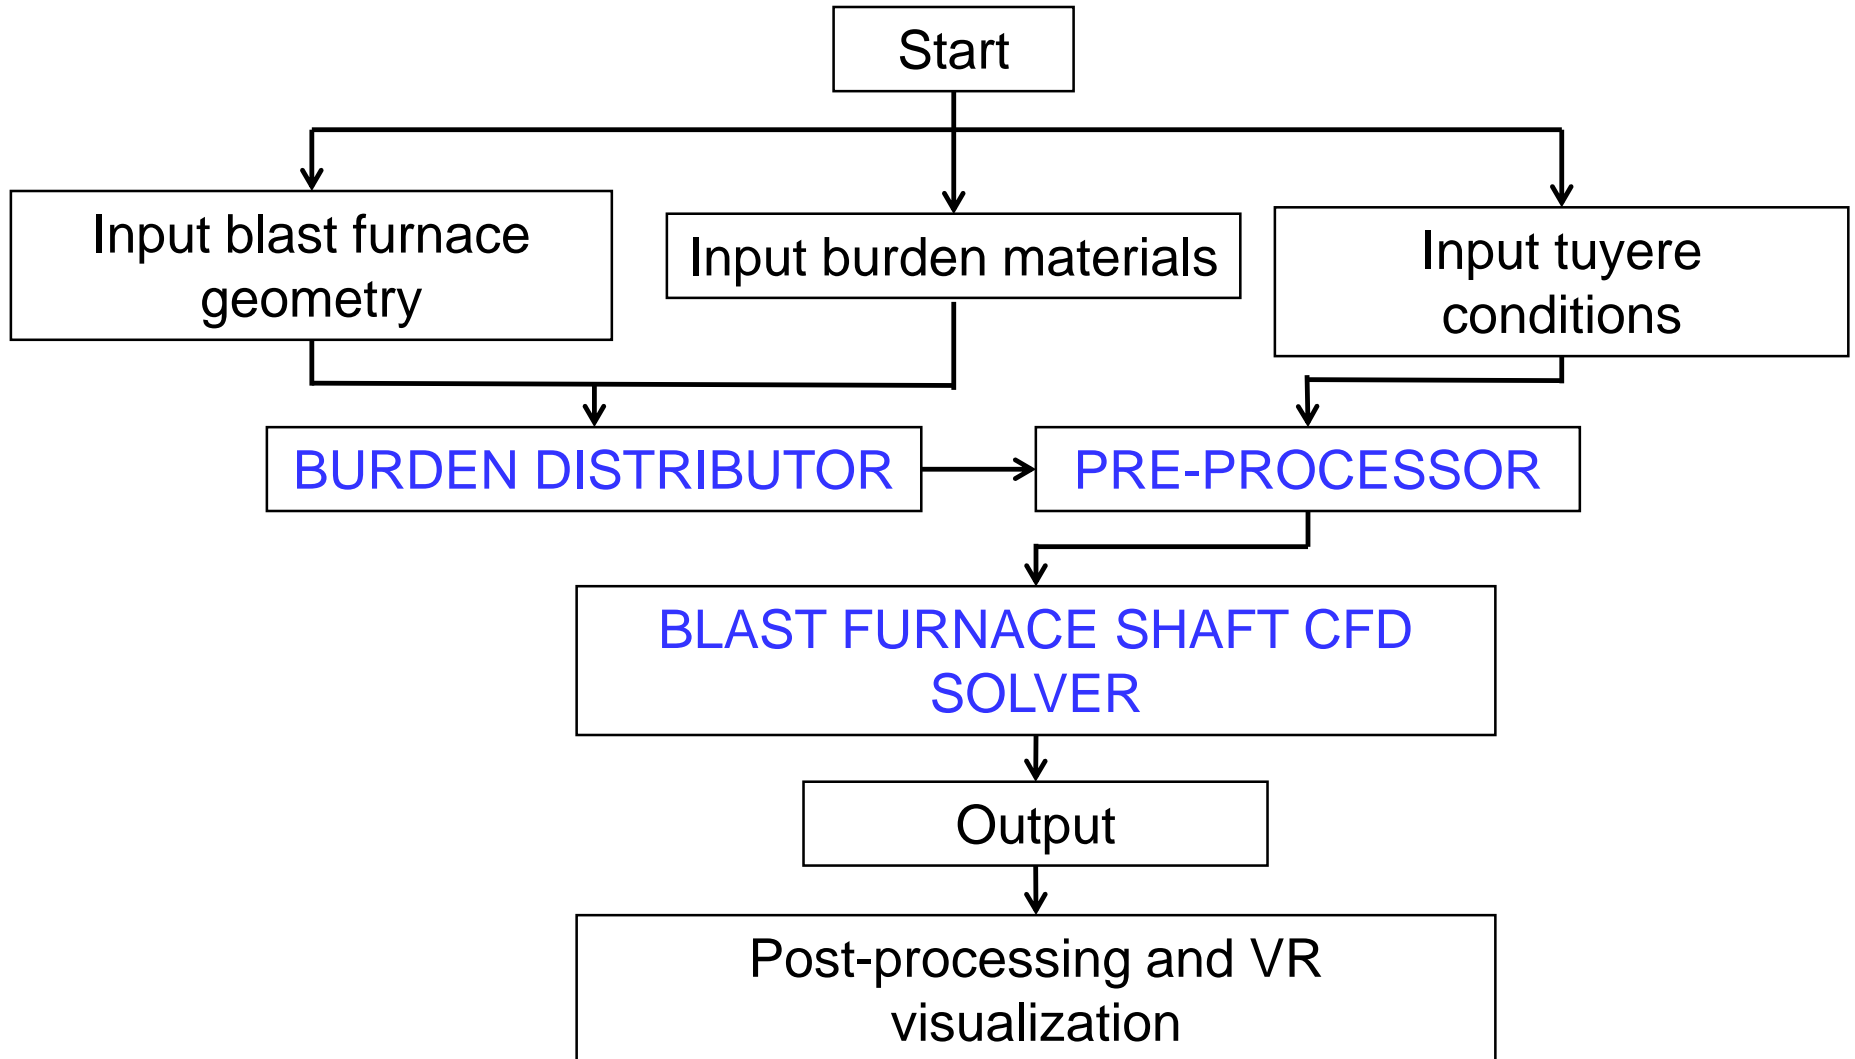 Start
Input blast furnace
geometry
Input burden materials
Input tuyere
conditions
BURDEN DISTRIBUTOR
PRE-PROCESSOR
BLAST FURNACE SHAFT CFD
SOLVER
Output
Post-processing and VR
visualization